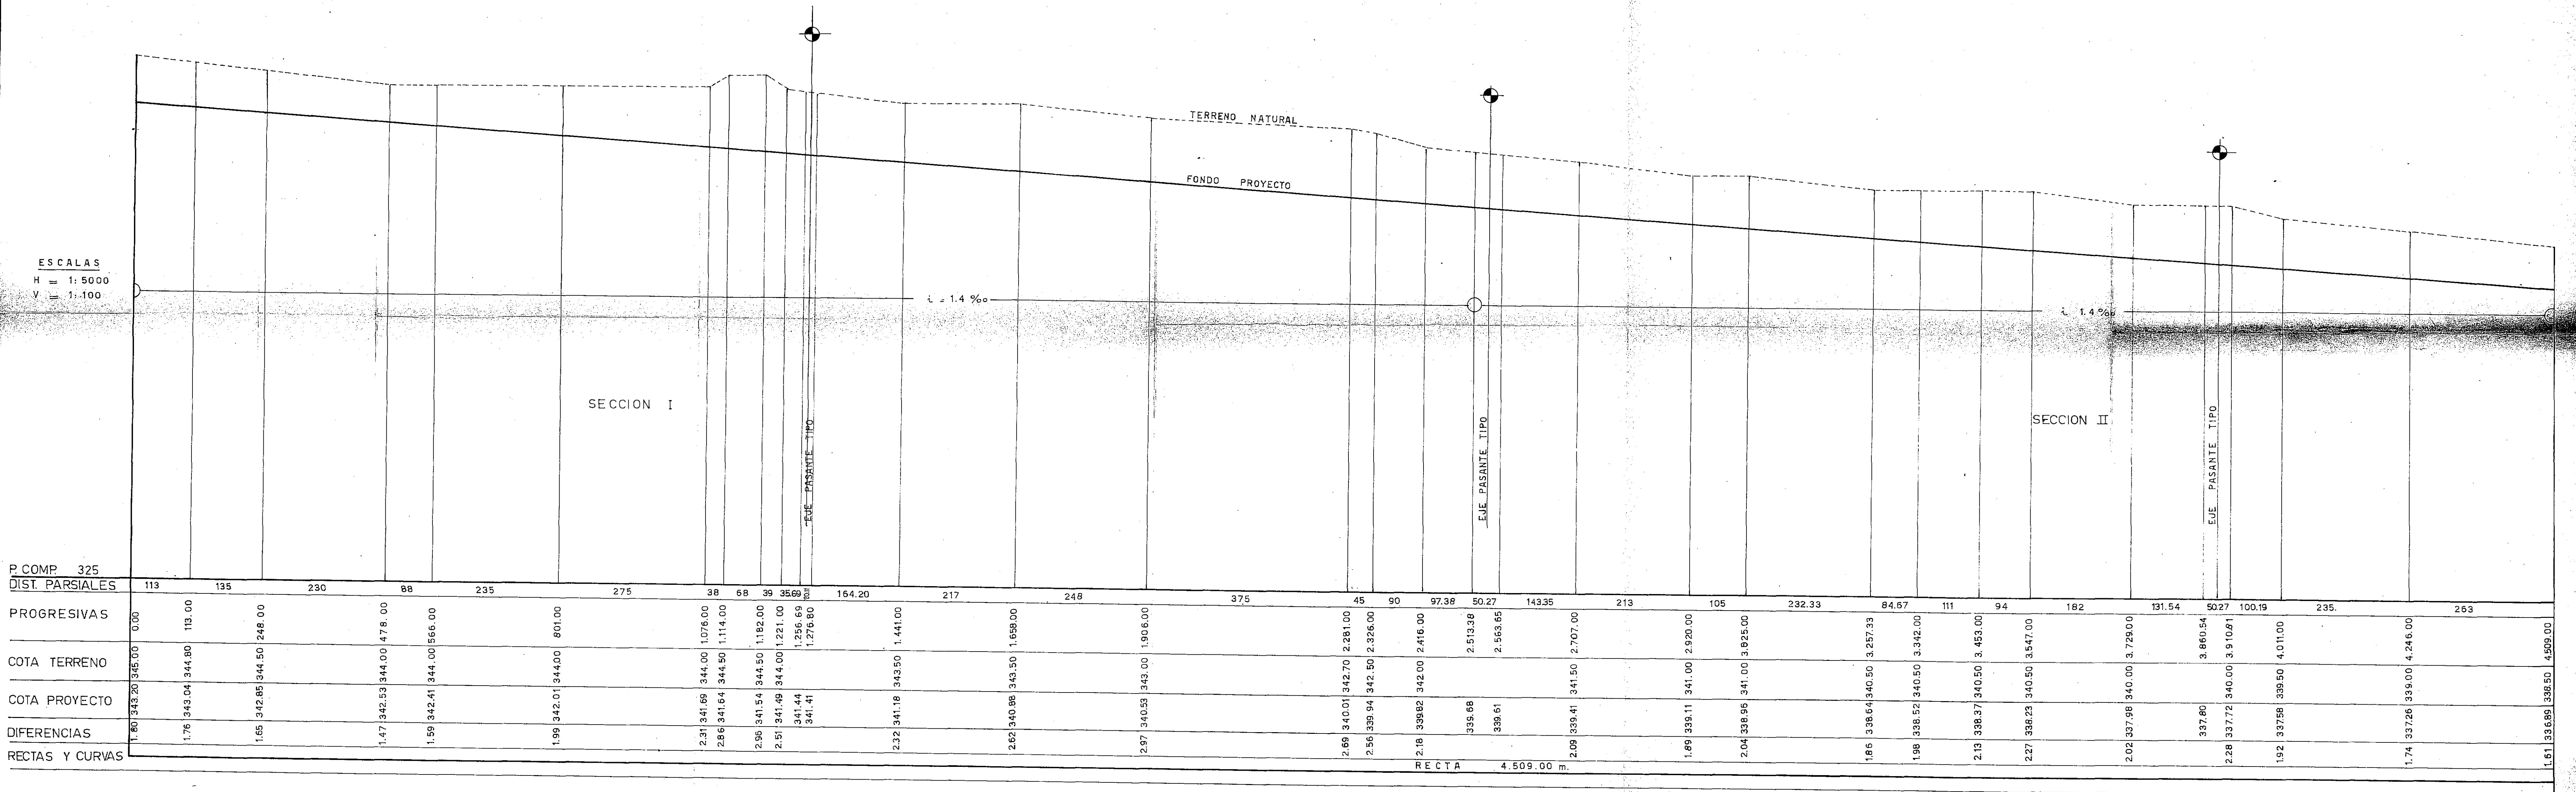 TERRENO NATURAL
FONDO PROYECTO
ESCALAS
H = 1:5000
V = 1:100
i = 1.4 ‰
i 1.4 ‰
SECCION I
SECCION II
EJE PASANTE TIPO
EJE PASANTE TIPO
EJE PASANTE TIPO
P. COMP. 325
DIST. PARSIALES 113 135 230 88 235 275 38 68 39 35.69 164.20 217 248 375 45 90 97.38 50.27 143.35 213 105 232.33 84.67 111 94 182 131.54 50.27 100.19 235. 263
PROGRESIVAS 0.00 113.00 248.00 478.00 566.00 801.00 1.076.00 1.114.00 1.182.00 1.221.00 1.256.69 1.276.80 1.441.00 1.658.00 1.906.00 2.281.00 2.326.00 2.416.00 2.513.38 2.563.65 2.707.00 2.920.00 3.025.00 3.257.33 3.342.00 3.453.00 3.547.00 3.729.00 3.860.54 3.910.81 4.011.00 4.246.00 4.509.00
COTA TERRENO 345.00 344.80 344.50 344.00 344.00 344.00 344.00 344.50 344.50 344.00 343.50 343.50 343.00 342.70 342.50 342.00 341.50 341.00 341.00 340.50 340.50 340.50 340.50 340.00 340.00 339.50 339.00 338.50
COTA PROYECTO 343.20 343.04 342.85 342.53 342.41 342.01 341.69 341.64 341.54 341.49 341.44 341.41 341.18 340.88 340.53 340.01 339.94 339.82 339.68 339.61 339.41 339.11 338.96 338.64 338.52 338.37 338.23 337.98 337.80 337.72 337.58 337.26 336.89
DIFERENCIAS 1.80 1.76 1.65 1.47 1.59 1.99 2.31 2.86 2.96 2.51 2.32 2.62 2.97 2.69 2.56 2.18 2.09 1.89 2.04 1.86 1.98 2.13 2.27 2.02 2.28 1.92 1.74 1.61
RECTAS Y CURVAS RECTA 4.509.00 m.